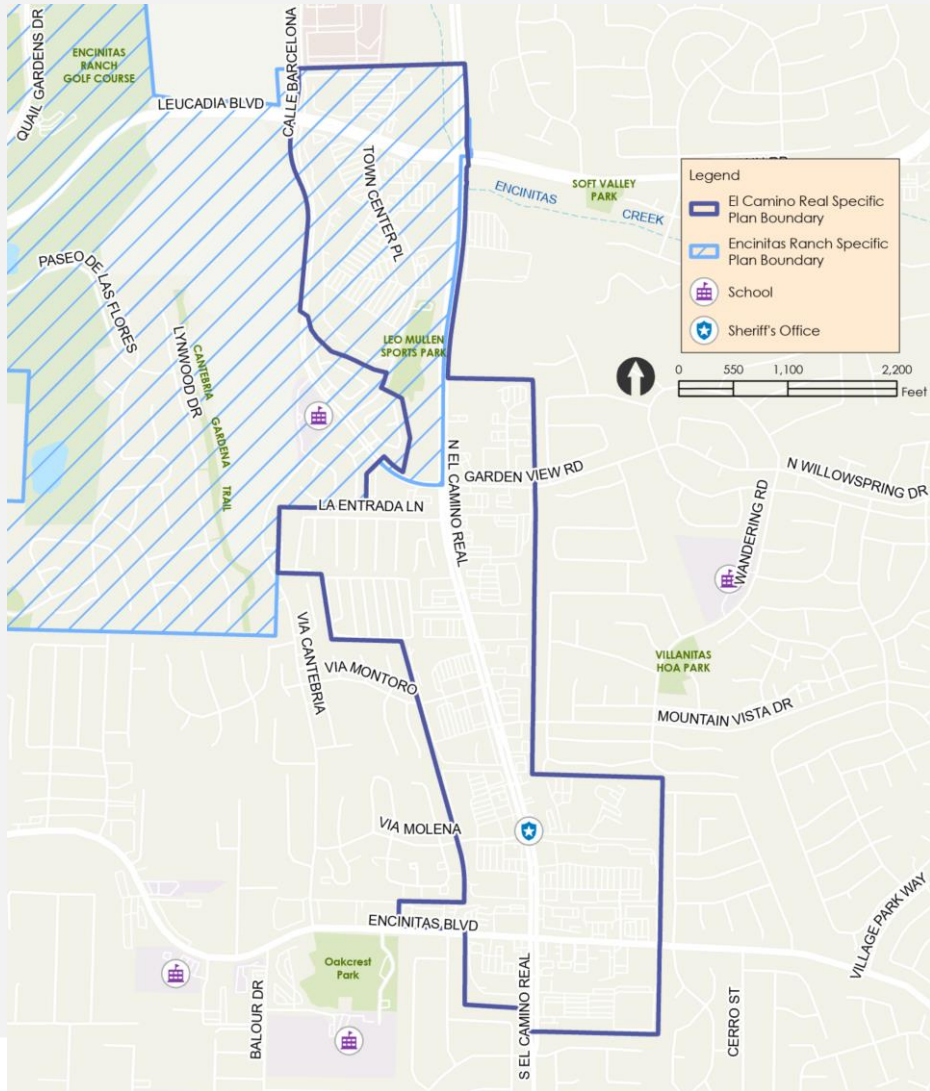 QUAIL GARDENS DR
ENCINITAS
RANCH
GOLF COURSE
LEUCADIA BLVD
CALLE BARCELONA
TOWN CENTER PL
ENCINITAS
CREEK
SOFT VALLEY
PARK
Legend
El Camino Real Specific
Plan Boundary
Encinitas Ranch Specific
Plan Boundary
School
Sheriff's Office
0 550 1,100 2,200
Feet
PASEO DE LAS FLORES
LYNWOOD DR
CANTEBRIA GARDENA TRAIL
LEO MULLEN
SPORTS PARK
N EL CAMINO REAL
GARDEN VIEW RD
N WILLOWSPRING DR
WANDERING RD
LA ENTRADA LN
VIA CANTEBRIA
VIA MONTORO
VILLANITAS
HOA PARK
MOUNTAIN VISTA DR
VIA MOLENA
ENCINITAS BLVD
VILLAGE PARK WAY
Oakcrest
Park
BALOUR DR
S EL CAMINO REAL
CERRO ST